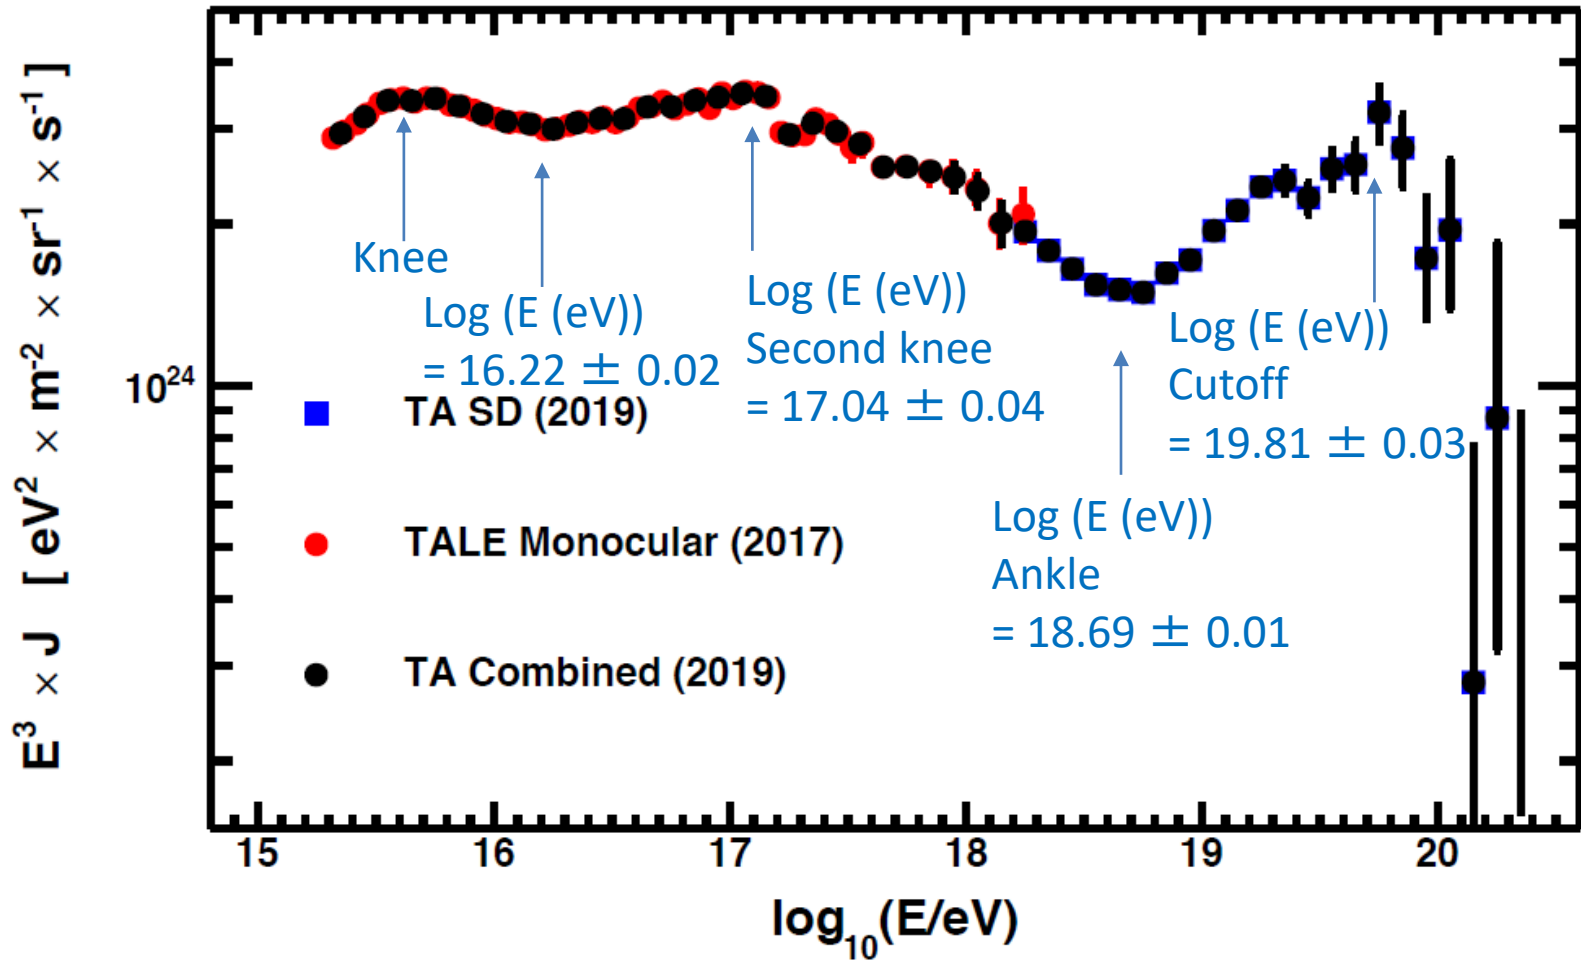 E³ × J [ eV² × m⁻² × sr⁻¹ × s⁻¹ ]
10²⁴
Knee
Log (E (eV))
= 16.22 ± 0.02
Log (E (eV))
Second knee
= 17.04 ± 0.04
Log (E (eV))
Cutoff
= 19.81 ± 0.03
Log (E (eV))
Ankle
= 18.69 ± 0.01
TA SD (2019)
TALE Monocular (2017)
TA Combined (2019)
15 16 17 18 19 20
log₁₀(E/eV)